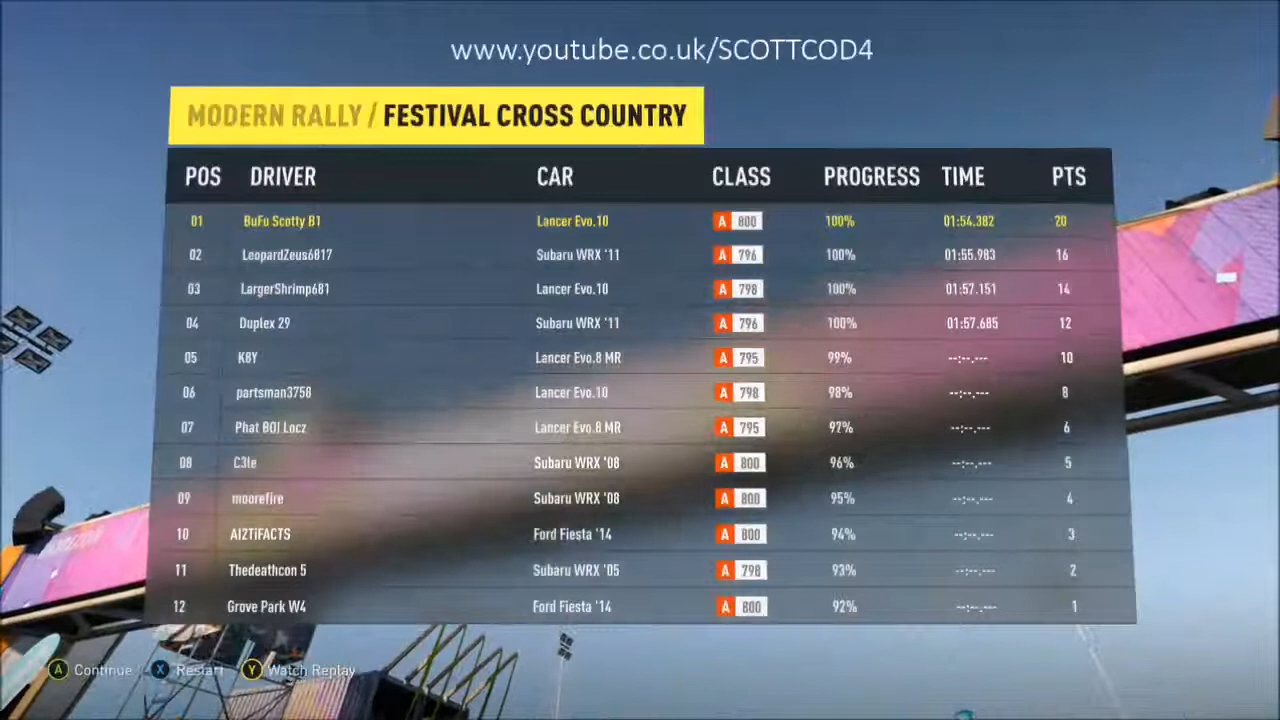 www.youtube.co.uk/SCOTTCOD4
MODERN RALLY / FESTIVAL CROSS COUNTRY
POS DRIVER CAR CLASS PROGRESS TIME PTS
01 BuFu Scotty B1 Lancer Evo.10 A 800 100% 01:54.382 20
02 LeopardZeus6817 Subaru WRX '11 A 796 100% 01:55.983 16
03 LargerShrimp681 Lancer Evo.10 A 798 100% 01:57.151 14
04 Duplex 29 Subaru WRX '11 A 796 100% 01:57.685 12
05 K8Y Lancer Evo.8 MR A 795 99% --:--.--- 10
06 partsman3758 Lancer Evo.10 A 798 98% --:--.--- 8
07 Phat BOI Locz Lancer Evo.8 MR A 795 97% --:--.--- 6
08 C3te Subaru WRX '08 A 800 96% --:--.--- 5
09 moorefire Subaru WRX '08 A 800 95% --:--.--- 4
10 AI2TiFACTS Ford Fiesta '14 A 800 94% --:--.--- 3
11 Thedeathcon 5 Subaru WRX '05 A 798 93% --:--.--- 2
12 Grove Park W4 Ford Fiesta '14 A 800 92% --:--.--- 1
A Continue X Restart Y Watch Replay